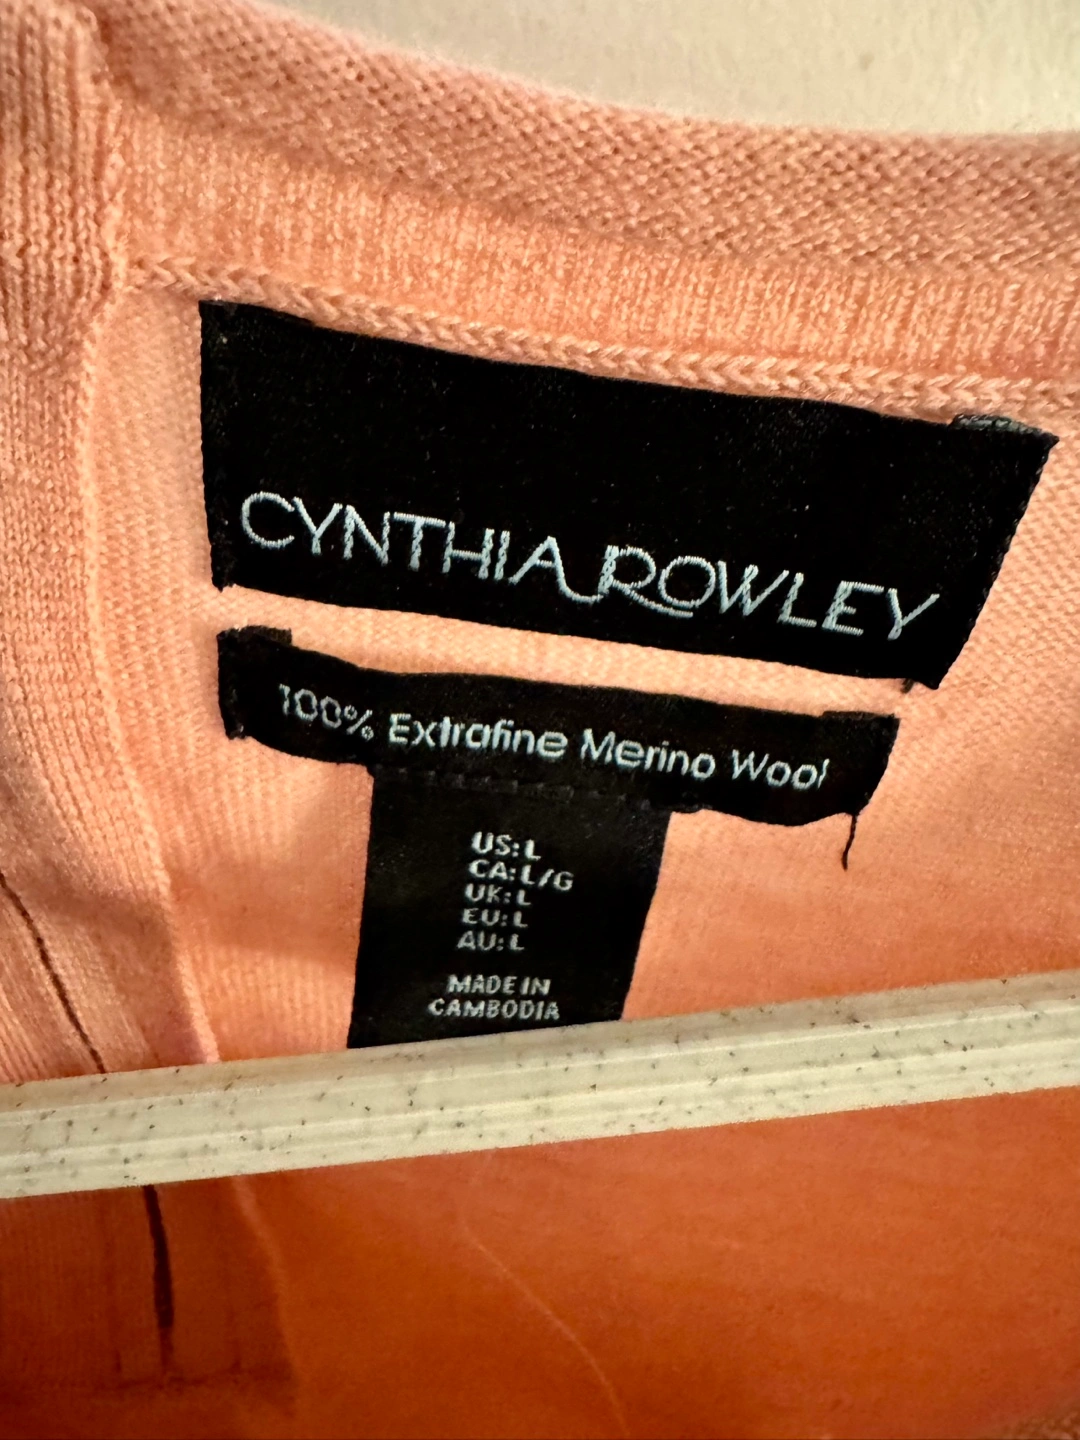 CYNTHIA ROWLEY
100% Extrafine Merino Wool
US: L
CA: L/G
UK: L
EU: L
AU: L
MADE IN
CAMBODIA